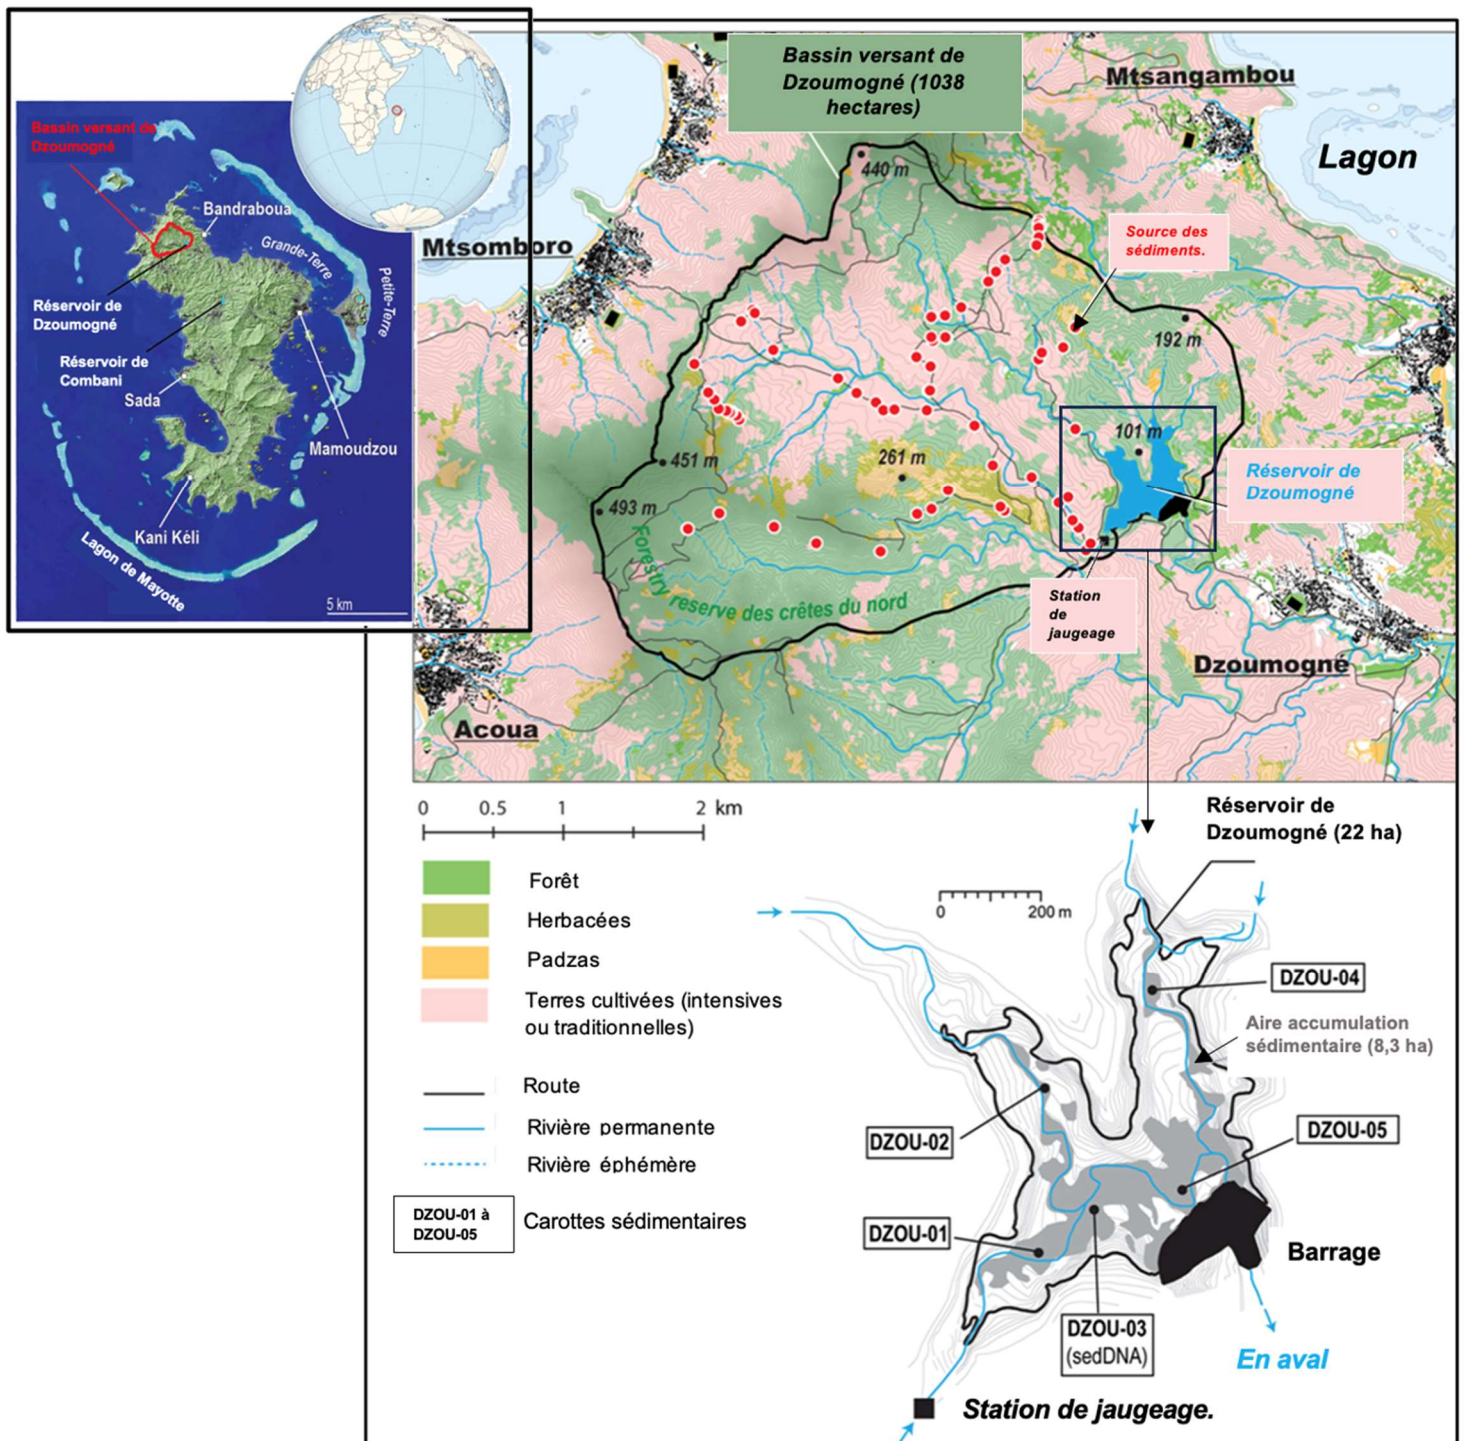 Bassin versant de
Dzoumogné
Bandraboua
Grande-Terre
Petite-Terre
Réservoir de
Dzoumogné
Réservoir de
Combani
Sada
Mamoudzou
Kani Kéli
Lagon de Mayotte
5 km
Bassin versant de
Dzoumogné (1038
hectares)
Mtsangambou
Lagon
440 m
Mtsomboro
Source des
sédiments.
192 m
101 m
451 m
261 m
Réservoir de
Dzoumogné
493 m
Forestry reserve des crêtes du nord
Station
de
jaugeage
Dzoumogné
Acoua
0 0.5 1 2 km
Réservoir de
Dzoumogné (22 ha)
Forêt
Herbacées
Padzas
Terres cultivées (intensives
ou traditionnelles)
Route
Rivière permanente
Rivière éphémère
DZOU-01 à
DZOU-05
Carottes sédimentaires
0 200 m
DZOU-04
Aire accumulation
sédimentaire (8,3 ha)
DZOU-02
DZOU-05
DZOU-01
Barrage
DZOU-03
(sedDNA)
En aval
Station de jaugeage.